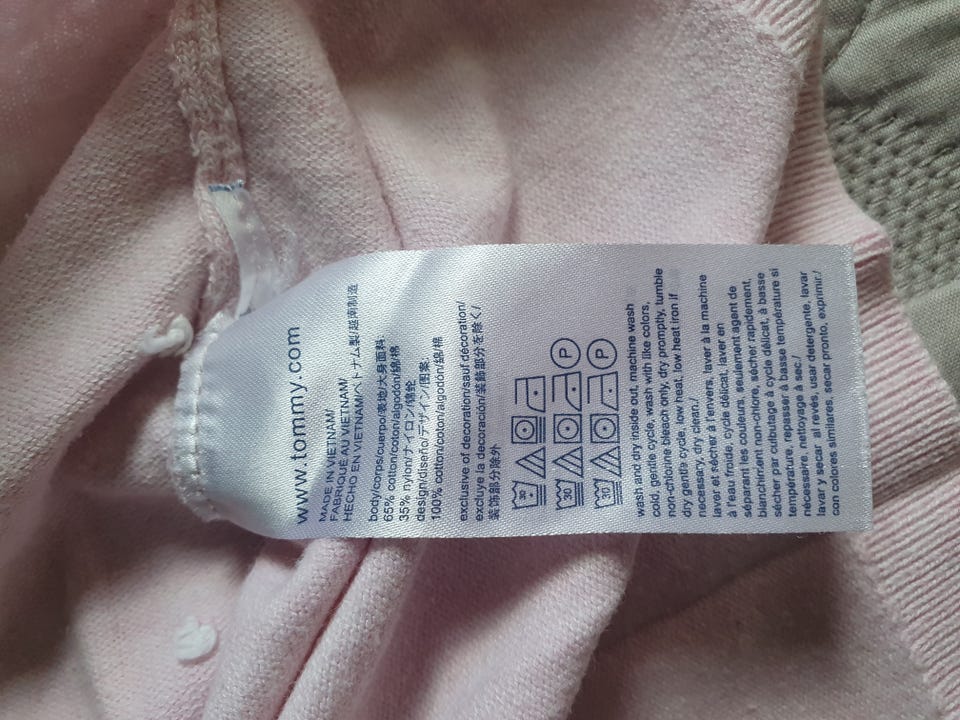 www.tommy.com
MADE IN VIETNAM/
FABRIQUÉ AU VIETNAM/
HECHO EN VIETNAM/ベトナム製/越南制造
body/corps/cuerpo/表地/大身面料
65% cotton/coton/algodón/綿/棉
35% nylon/ナイロン/锦纶
design/diseño/デザイン/图案
100% cotton/coton/algodón/綿/棉
exclusive of decoration/sauf décoration/
excluye la decoración/装飾部分を除く/
装饰部分除外
30 P
30 P
30
wash and dry inside out, machine wash
cold, gentle cycle, wash with like colors,
non-chlorine bleach only, dry promptly, tumble
dry gentle cycle, low heat, low heat iron if
necessary, dry clean./
laver et sécher à l'envers, laver à la machine
à l'eau froide, cycle délicat, laver en
séparant les couleurs, seulement agent de
blanchiment non-chlore, sécher rapidement,
sécher par culbutage à cycle délicat, à basse
température, repasser à basse température si
nécessaire, nettoyage à sec./
lavar y secar al revés, usar detergente, lavar
con colores similares, secar pronto, exprimir./